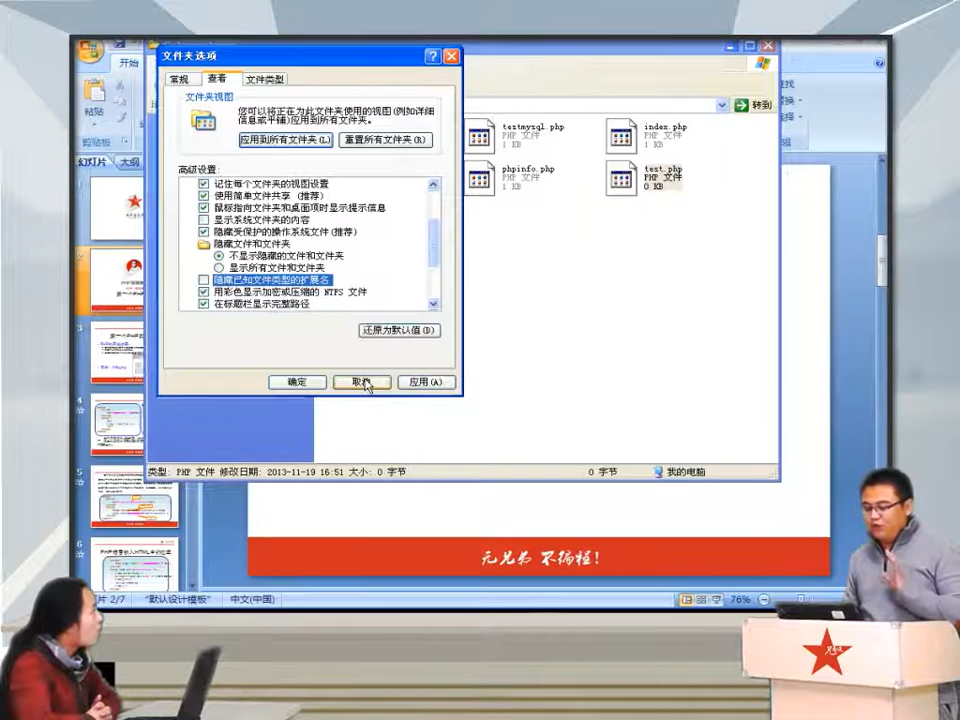 文件夹选项
开始
常规 查看 文件类型
文件夹视图
您可以将正在为此文件夹使用的视图(例如详细
信息或平铺)应用到所有文件夹。
应用到所有文件夹(L)
重置所有文件夹(R)
高级设置:
记住每个文件夹的视图设置
使用简单文件共享 (推荐)
鼠标指向文件夹和桌面项时显示提示信息
显示系统文件夹的内容
隐藏受保护的操作系统文件(推荐)
隐藏文件和文件夹
不显示隐藏的文件和文件夹
显示所有文件和文件夹
隐藏已知文件类型的扩展名
用彩色显示加密或压缩的 NTFS 文件
在标题栏显示完整路径
还原为默认值(D)
确定
应用(A)
转到
testmysql.php
PHP 文件
1 KB
index.php
PHP 文件
1 KB
phpinfo.php
PHP 文件
1 KB
test.php
PHP 文件
0 KB
粘贴
剪贴板
幻灯片
大纲
2
3
4
5
6
类型: PHP 文件 修改日期: 2013-11-19 16:51 大小: 0 字节
0 字节
我的电脑
元兄弟 不编程!
片 2/7
"默认设计模板"
中文(中国)
76%